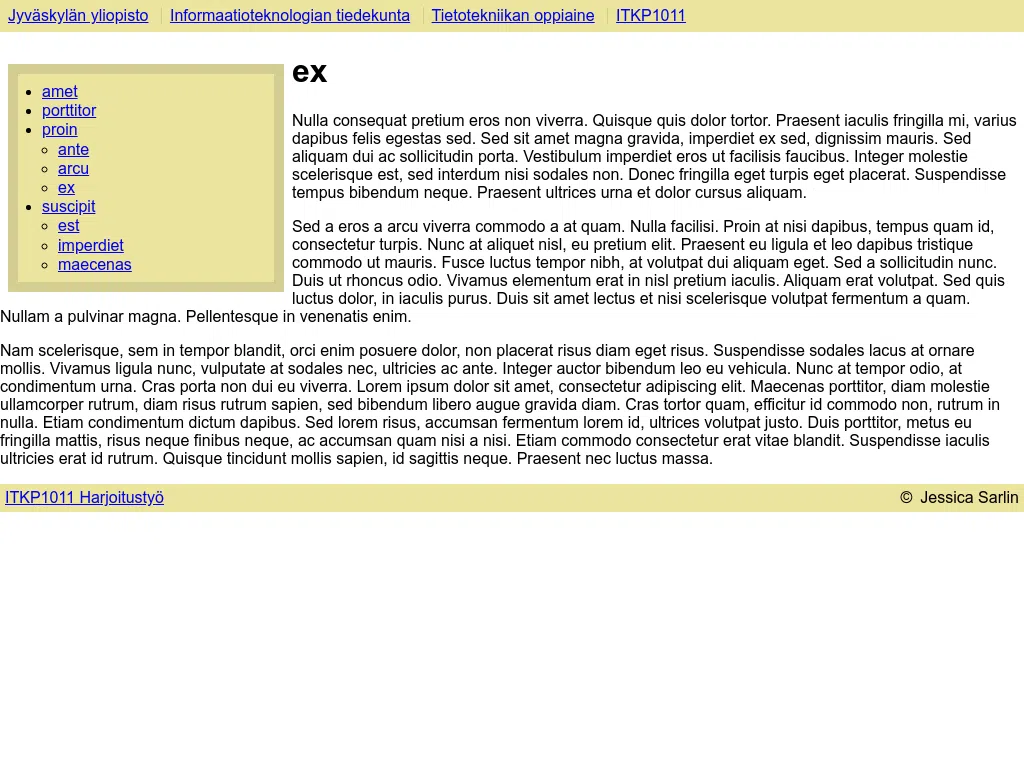 Jyväskylän yliopisto Informaatioteknologian tiedekunta Tietotekniikan oppiaine ITKP1011
amet
porttitor
proin
ante
arcu
ex
suscipit
est
imperdiet
maecenas
ex
Nulla consequat pretium eros non viverra. Quisque quis dolor tortor. Praesent iaculis fringilla mi, varius
dapibus felis egestas sed. Sed sit amet magna gravida, imperdiet ex sed, dignissim mauris. Sed
aliquam dui ac sollicitudin porta. Vestibulum imperdiet eros ut facilisis faucibus. Integer molestie
scelerisque est, sed interdum nisi sodales non. Donec fringilla eget turpis eget placerat. Suspendisse
tempus bibendum neque. Praesent ultrices urna et dolor cursus aliquam.
Sed a eros a arcu viverra commodo a at quam. Nulla facilisi. Proin at nisi dapibus, tempus quam id,
consectetur turpis. Nunc at aliquet nisl, eu pretium elit. Praesent eu ligula et leo dapibus tristique
commodo ut mauris. Fusce luctus tempor nibh, at volutpat dui aliquam eget. Sed a sollicitudin nunc.
Duis ut rhoncus odio. Vivamus elementum erat in nisl pretium iaculis. Aliquam erat volutpat. Sed quis
luctus dolor, in iaculis purus. Duis sit amet lectus et nisi scelerisque volutpat fermentum a quam.
Nullam a pulvinar magna. Pellentesque in venenatis enim.
Nam scelerisque, sem in tempor blandit, orci enim posuere dolor, non placerat risus diam eget risus. Suspendisse sodales lacus at ornare
mollis. Vivamus ligula nunc, vulputate at sodales nec, ultricies ac ante. Integer auctor bibendum leo eu vehicula. Nunc at tempor odio, at
condimentum urna. Cras porta non dui eu viverra. Lorem ipsum dolor sit amet, consectetur adipiscing elit. Maecenas porttitor, diam molestie
ullamcorper rutrum, diam risus rutrum sapien, sed bibendum libero augue gravida diam. Cras tortor quam, efficitur id commodo non, rutrum in
nulla. Etiam condimentum dictum dapibus. Sed lorem risus, accumsan fermentum lorem id, ultrices volutpat justo. Duis porttitor, metus eu
fringilla mattis, risus neque finibus neque, ac accumsan quam nisi a nisi. Etiam commodo consectetur erat vitae blandit. Suspendisse iaculis
ultricies erat id rutrum. Quisque tincidunt mollis sapien, id sagittis neque. Praesent nec luctus massa.
ITKP1011 Harjoitustyö © Jessica Sarlin